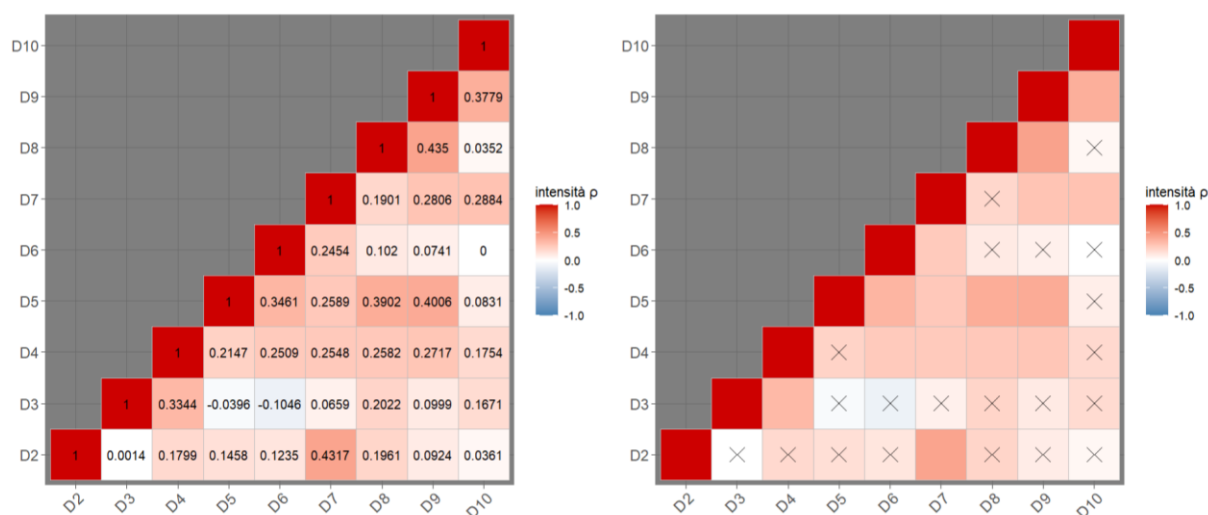 D10 1
D9 1 0.3779
D8 1 0.435 0.0352
D7 1 0.1901 0.2806 0.2884
D6 1 0.2454 0.102 0.0741 0
D5 1 0.3461 0.2589 0.3902 0.4006 0.0831
D4 1 0.2147 0.2509 0.2548 0.2582 0.2717 0.1754
D3 1 0.3344 -0.0396 -0.1046 0.0659 0.2022 0.0999 0.1671
D2 1 0.0014 0.1799 0.1458 0.1235 0.4317 0.1961 0.0924 0.0361
D2 D3 D4 D5 D6 D7 D8 D9 D10
intensità ρ
1.0
0.5
0.0
-0.5
-1.0
D10
D9
D8
D7
D6
D5
D4
D3
D2
D2 D3 D4 D5 D6 D7 D8 D9 D10
intensità ρ
1.0
0.5
0.0
-0.5
-1.0